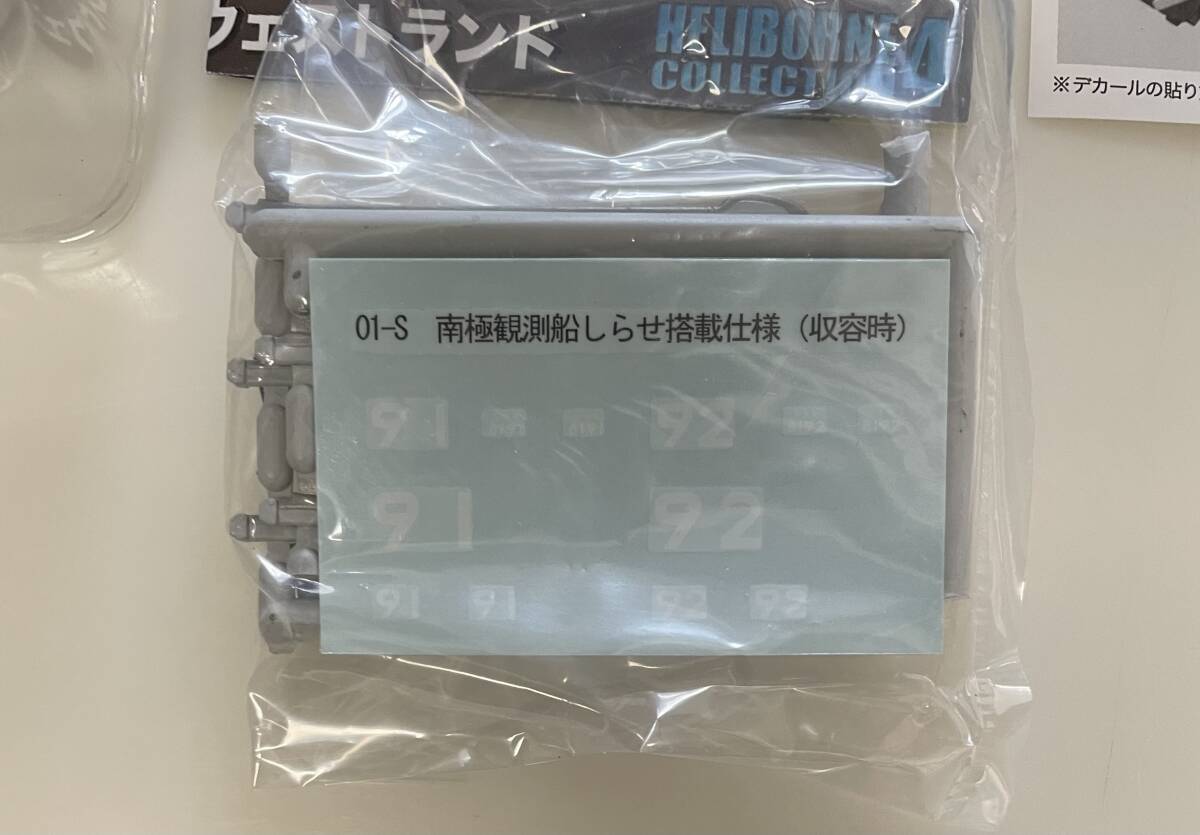 ウェストランド
HELIBORNE
COLLECTION 4
※デカールの貼り
01-S 南極観測船しらせ搭載仕様（収容時）
91 92
91 92
91 91 92 92